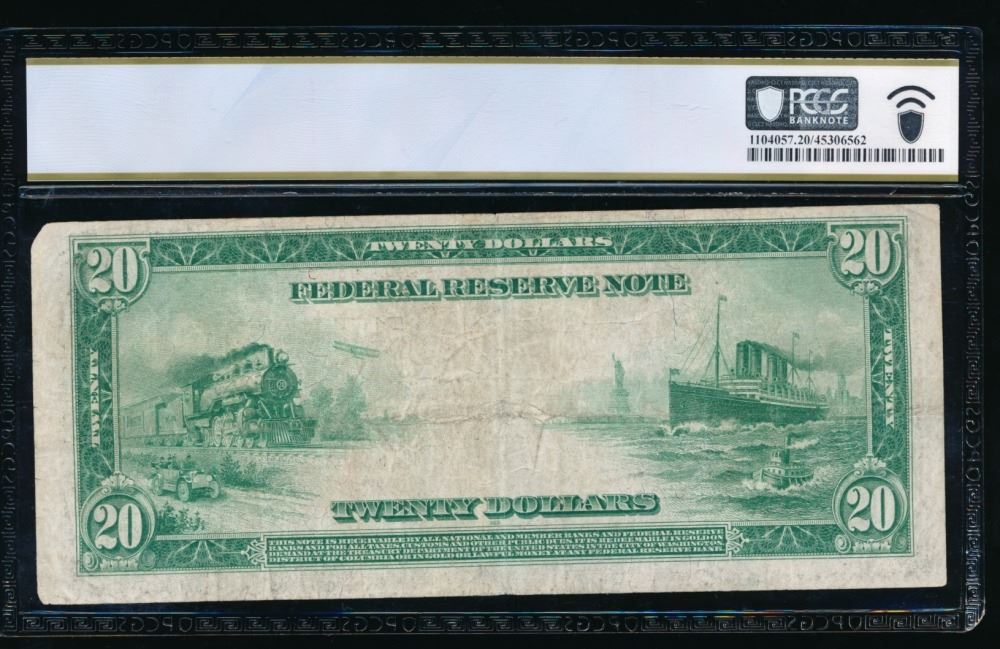 PCGS
BANKNOTE
1104057.20/45306562
20 TWENTY DOLLARS 20
FEDERAL RESERVE NOTE
TWENTY
TWENTY
TWENTY DOLLARS
20
20
THIS NOTE IS RECEIVABLE BY ALL NATIONAL AND MEMBER BANKS AND FEDERAL RESERVE
BANKS AND FOR ALL TAXES, CUSTOMS AND OTHER PUBLIC DUES. IT IS REDEEMABLE IN GOLD ON
DEMAND AT THE TREASURY DEPARTMENT OF THE UNITED STATES IN THE CITY OF WASHINGTON,
DISTRICT OF COLUMBIA OR IN GOLD OR LAWFUL MONEY AT ANY FEDERAL RESERVE BANK.